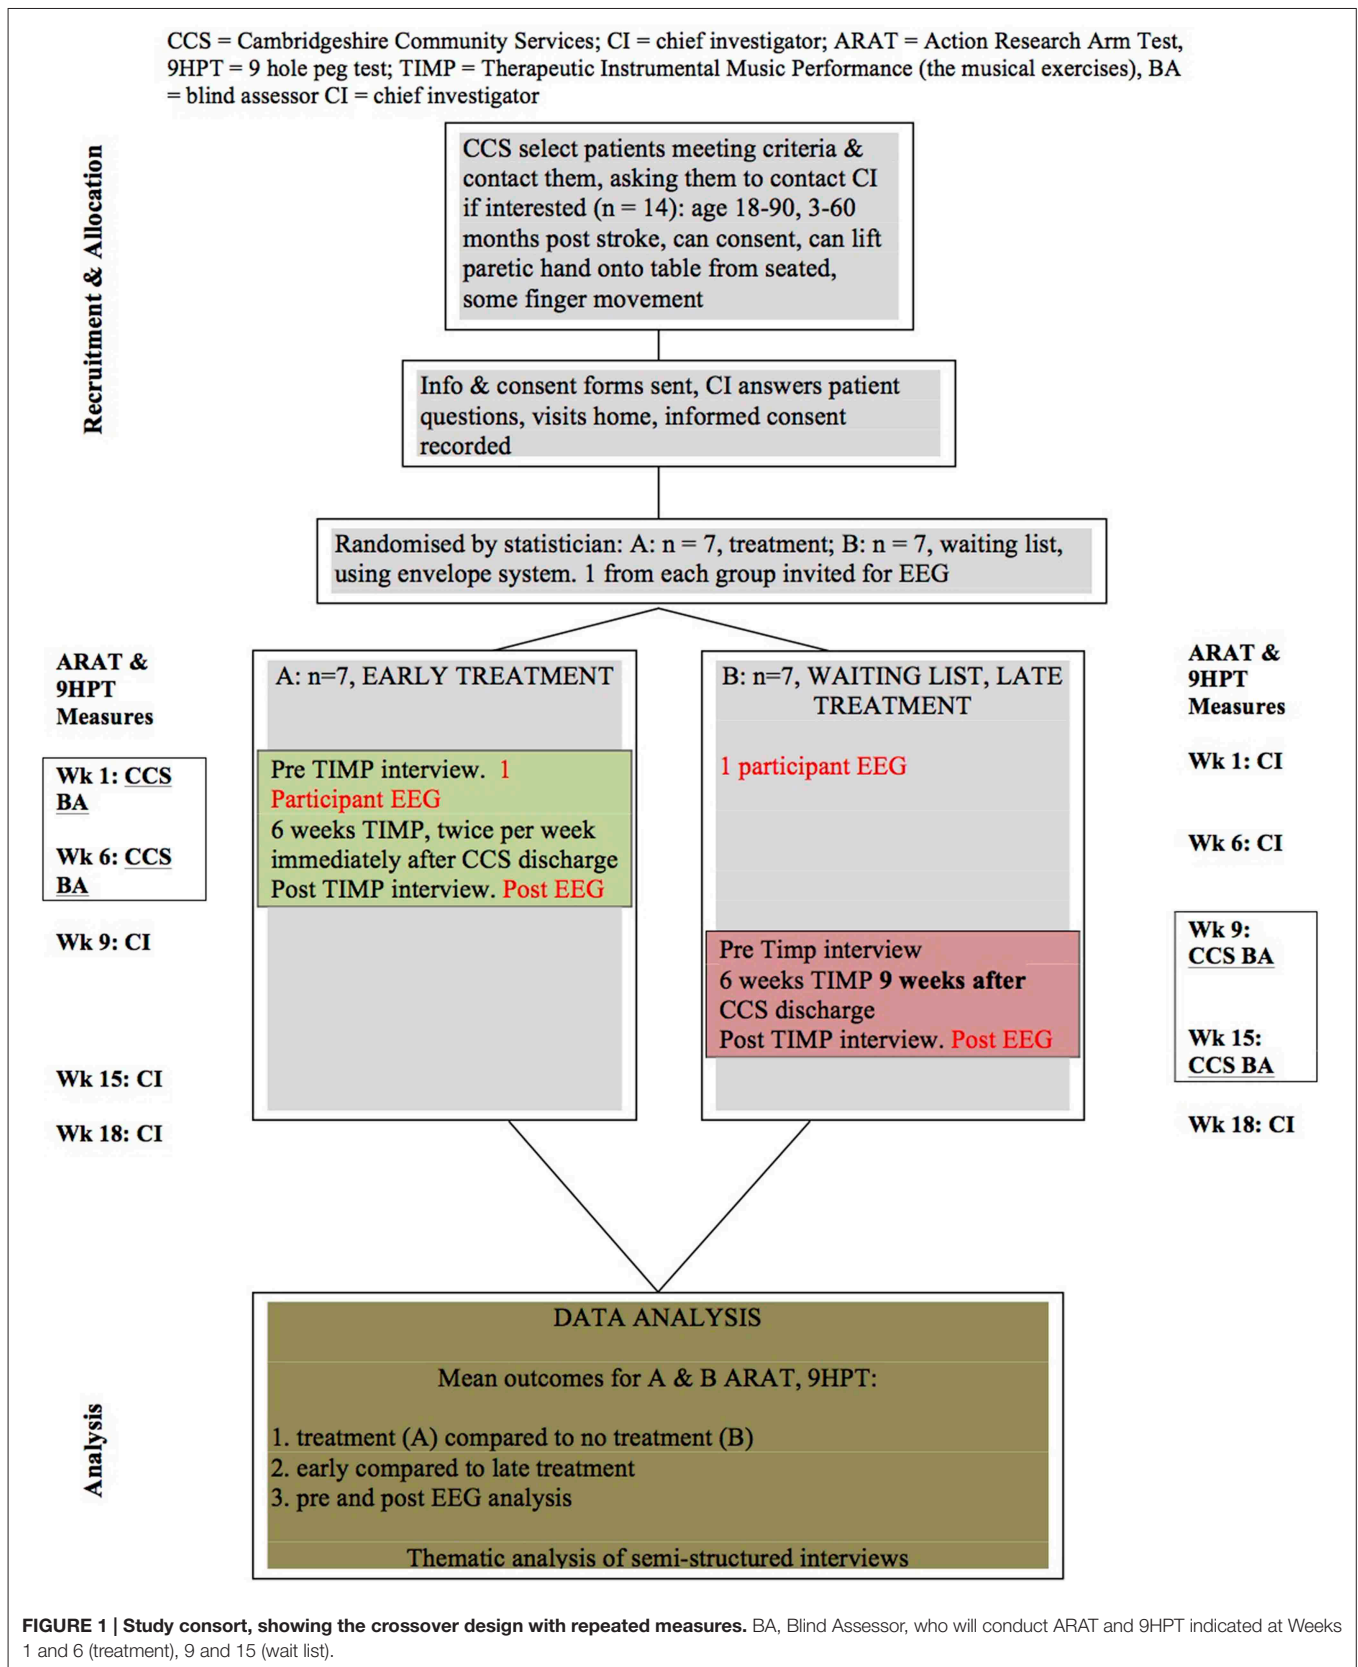 CCS = Cambridgeshire Community Services; CI = chief investigator; ARAT = Action Research Arm Test,
9HPT = 9 hole peg test; TIMP = Therapeutic Instrumental Music Performance (the musical exercises), BA
= blind assessor CI = chief investigator
Recruitment & Allocation
CCS select patients meeting criteria &
contact them, asking them to contact CI
if interested (n = 14): age 18-90, 3-60
months post stroke, can consent, can lift
paretic hand onto table from seated,
some finger movement
Info & consent forms sent, CI answers patient
questions, visits home, informed consent
recorded
Randomised by statistician: A: n = 7, treatment; B: n = 7, waiting list,
using envelope system. 1 from each group invited for EEG
ARAT &
9HPT
Measures
Wk 1: CCS
BA
Wk 6: CCS
BA
Wk 9: CI
Wk 15: CI
Wk 18: CI
A: n=7, EARLY TREATMENT
Pre TIMP interview. 1
Participant EEG
6 weeks TIMP, twice per week
immediately after CCS discharge
Post TIMP interview. Post EEG
B: n=7, WAITING LIST, LATE
TREATMENT
1 participant EEG
Pre Timp interview
6 weeks TIMP 9 weeks after
CCS discharge
Post TIMP interview. Post EEG
ARAT &
9HPT
Measures
Wk 1: CI
Wk 6: CI
Wk 9:
CCS BA
Wk 15:
CCS BA
Wk 18: CI
Analysis
DATA ANALYSIS
Mean outcomes for A & B ARAT, 9HPT:
1. treatment (A) compared to no treatment (B)
2. early compared to late treatment
3. pre and post EEG analysis
Thematic analysis of semi-structured interviews
FIGURE 1 | Study consort, showing the crossover design with repeated measures. BA, Blind Assessor, who will conduct ARAT and 9HPT indicated at Weeks
1 and 6 (treatment), 9 and 15 (wait list).